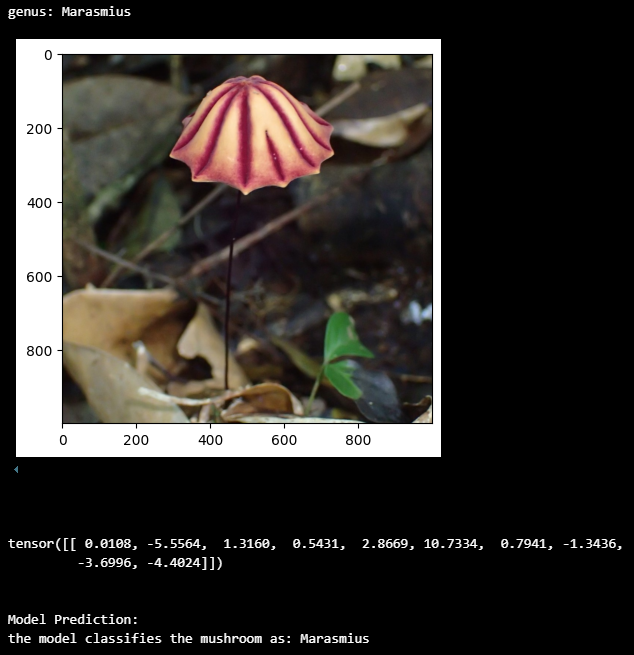 genus: Marasmius
0
200
400
600
800
0 200 400 600 800
tensor([[ 0.0108, -5.5564, 1.3160, 0.5431, 2.8669, 10.7334, 0.7941, -1.3436,
-3.6996, -4.4024]])
Model Prediction:
the model classifies the mushroom as: Marasmius